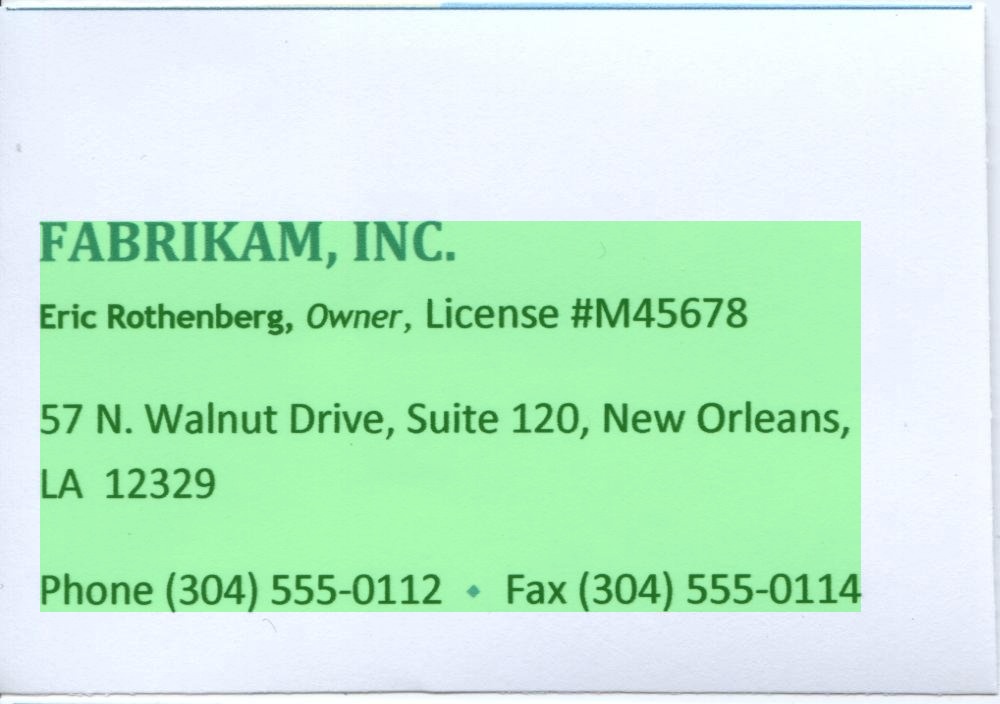 FABRIKAM, INC.
Eric Rothenberg, Owner, License #M45678
57 N. Walnut Drive, Suite 120, New Orleans,
LA 12329
Phone (304) 555-0112 ◆ Fax (304) 555-0114